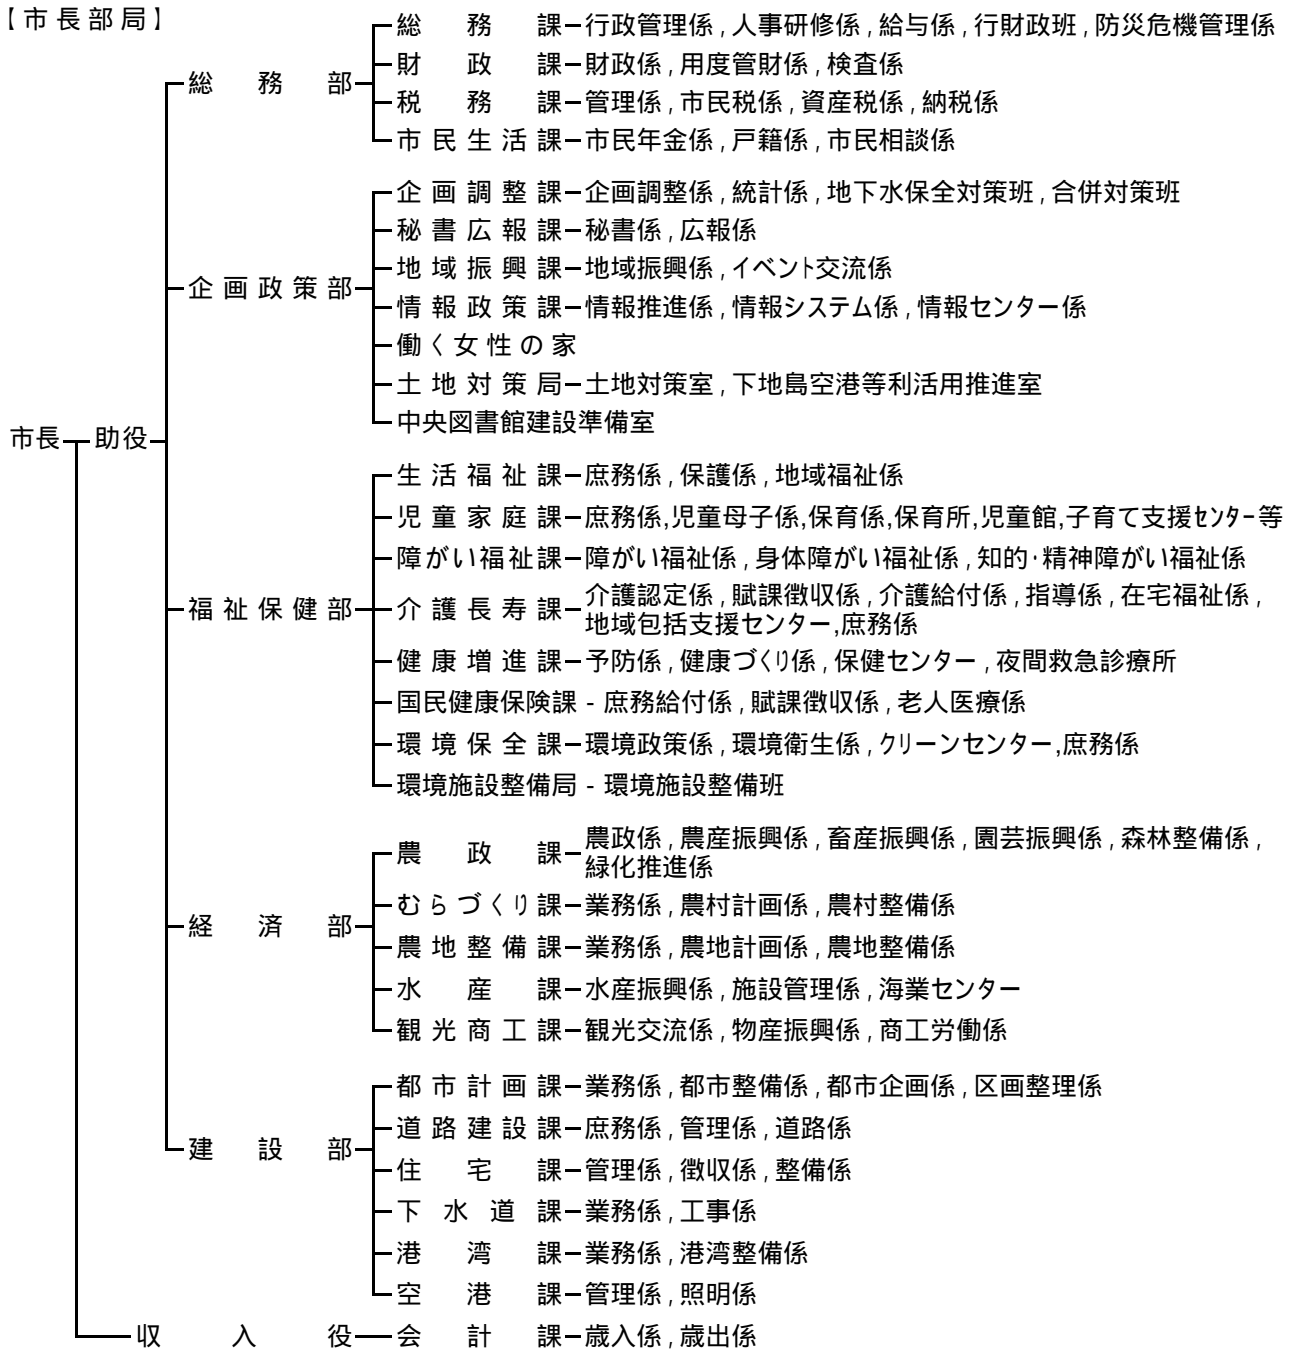 【市長部局】
総務課 行政管理係,人事研修係,給与係,行財政班,防災危機管理係
財政課 財政係,用度管財係,検査係
総務部
税務課 管理係,市民税係,資産税係,納税係
市民生活課 市民年金係,戸籍係,市民相談係
企画調整課 企画調整係,統計係,地下水保全対策班,合併対策班
秘書広報課 秘書係,広報係
地域振興課 地域振興係,イベント交流係
企画政策部
情報政策課 情報推進係,情報システム係,情報センター係
働く女性の家
土地対策局 土地対策室,下地島空港等利活用推進室
中央図書館建設準備室
市長 助役
生活福祉課 庶務係,保護係,地域福祉係
児童家庭課 庶務係,児童母子係,保育係,保育所,児童館,子育て支援センター等
障がい福祉課 障がい福祉係,身体障がい福祉係,知的・精神障がい福祉係
福祉保健部 介護長寿課 介護認定係,賦課徴収係,介護給付係,指導係,在宅福祉係,
地域包括支援センター,庶務係
健康増進課 予防係,健康づくり係,保健センター,夜間救急診療所
国民健康保険課 - 庶務給付係,賦課徴収係,老人医療係
環境保全課 環境政策係,環境衛生係,クリーンセンター,庶務係
環境施設整備局 - 環境施設整備班
農政課 農政係,農産振興係,畜産振興係,園芸振興係,森林整備係,
緑化推進係
むらづくり課 業務係,農村計画係,農村整備係
経済部
農地整備課 業務係,農地計画係,農地整備係
水産課 水産振興係,施設管理係,海業センター
観光商工課 観光交流係,物産振興係,商工労働係
都市計画課 業務係,都市整備係,都市企画係,区画整理係
道路建設課 庶務係,管理係,道路係
建設部
住宅課 管理係,徴収係,整備係
下水道課 業務係,工事係
港湾課 業務係,港湾整備係
空港課 管理係,照明係
収入役 会計課 歳入係,歳出係